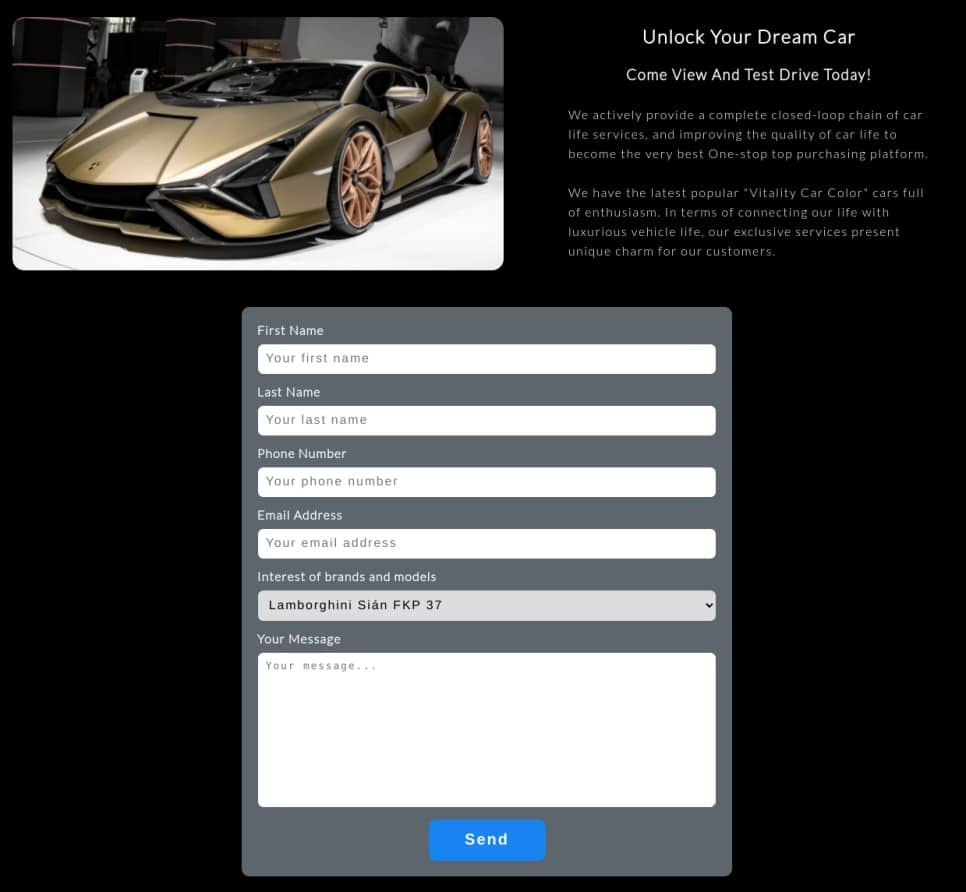 Unlock Your Dream Car
Come View And Test Drive Today!
We actively provide a complete closed-loop chain of car
life services, and improving the quality of car life to
become the very best One-stop top purchasing platform.
We have the latest popular "Vitality Car Color" cars full
of enthusiasm. In terms of connecting our life with
luxurious vehicle life, our exclusive services present
unique charm for our customers.
First Name
Your first name
Last Name
Your last name
Phone Number
Your phone number
Email Address
Your email address
Interest of brands and models
Lamborghini Sián FKP 37
Your Message
Your message...
Send